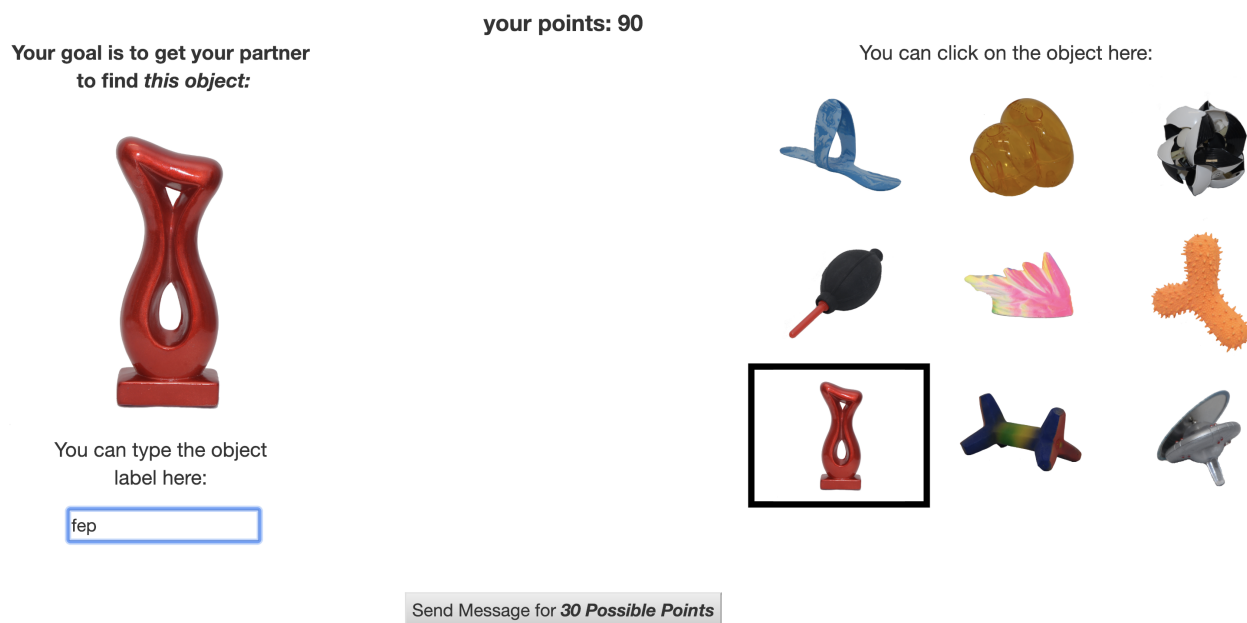 your points: 90
Your goal is to get your partner
to find this object:
You can click on the object here:
You can type the object
label here:
fep
Send Message for 30 Possible Points